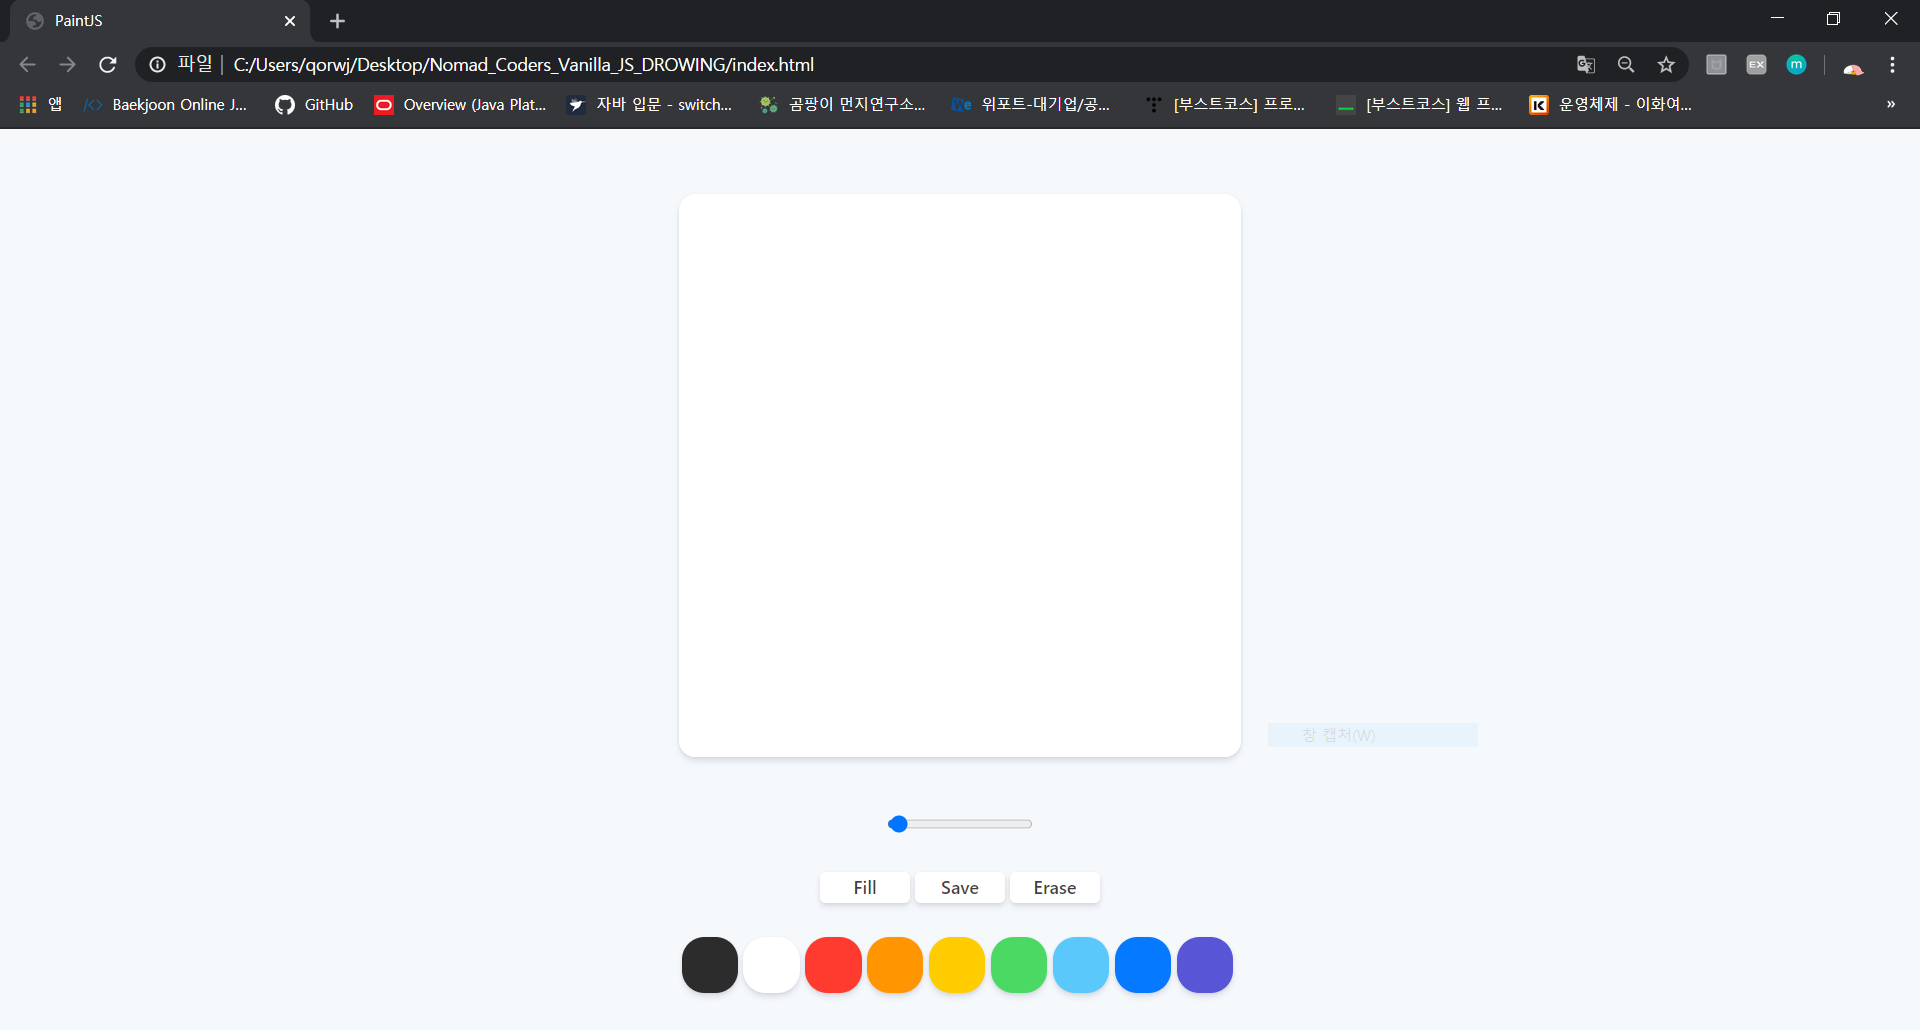 PaintJS
파일 C:/Users/qorwj/Desktop/Nomad_Coders_Vanilla_JS_DROWING/index.html
EX
m
앱 Baekjoon Online J... GitHub Overview (Java Plat... 자바 입문 - switch... 곰팡이 먼지연구소... We 위포트-대기업/공... [부스트코스] 프로... [부스트코스] 웹 프... K 운영체제 - 이화여... »
창 캡처(W)
Fill Save Erase